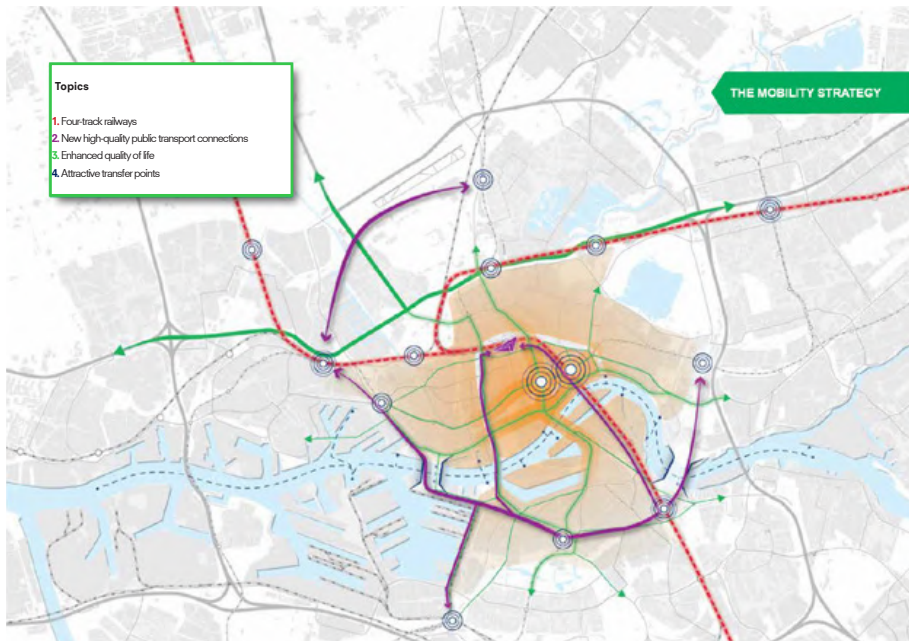 Topics
1. Four-track railways
2. New high-quality public transport connections
3. Enhanced quality of life
4. Attractive transfer points
THE MOBILITY STRATEGY